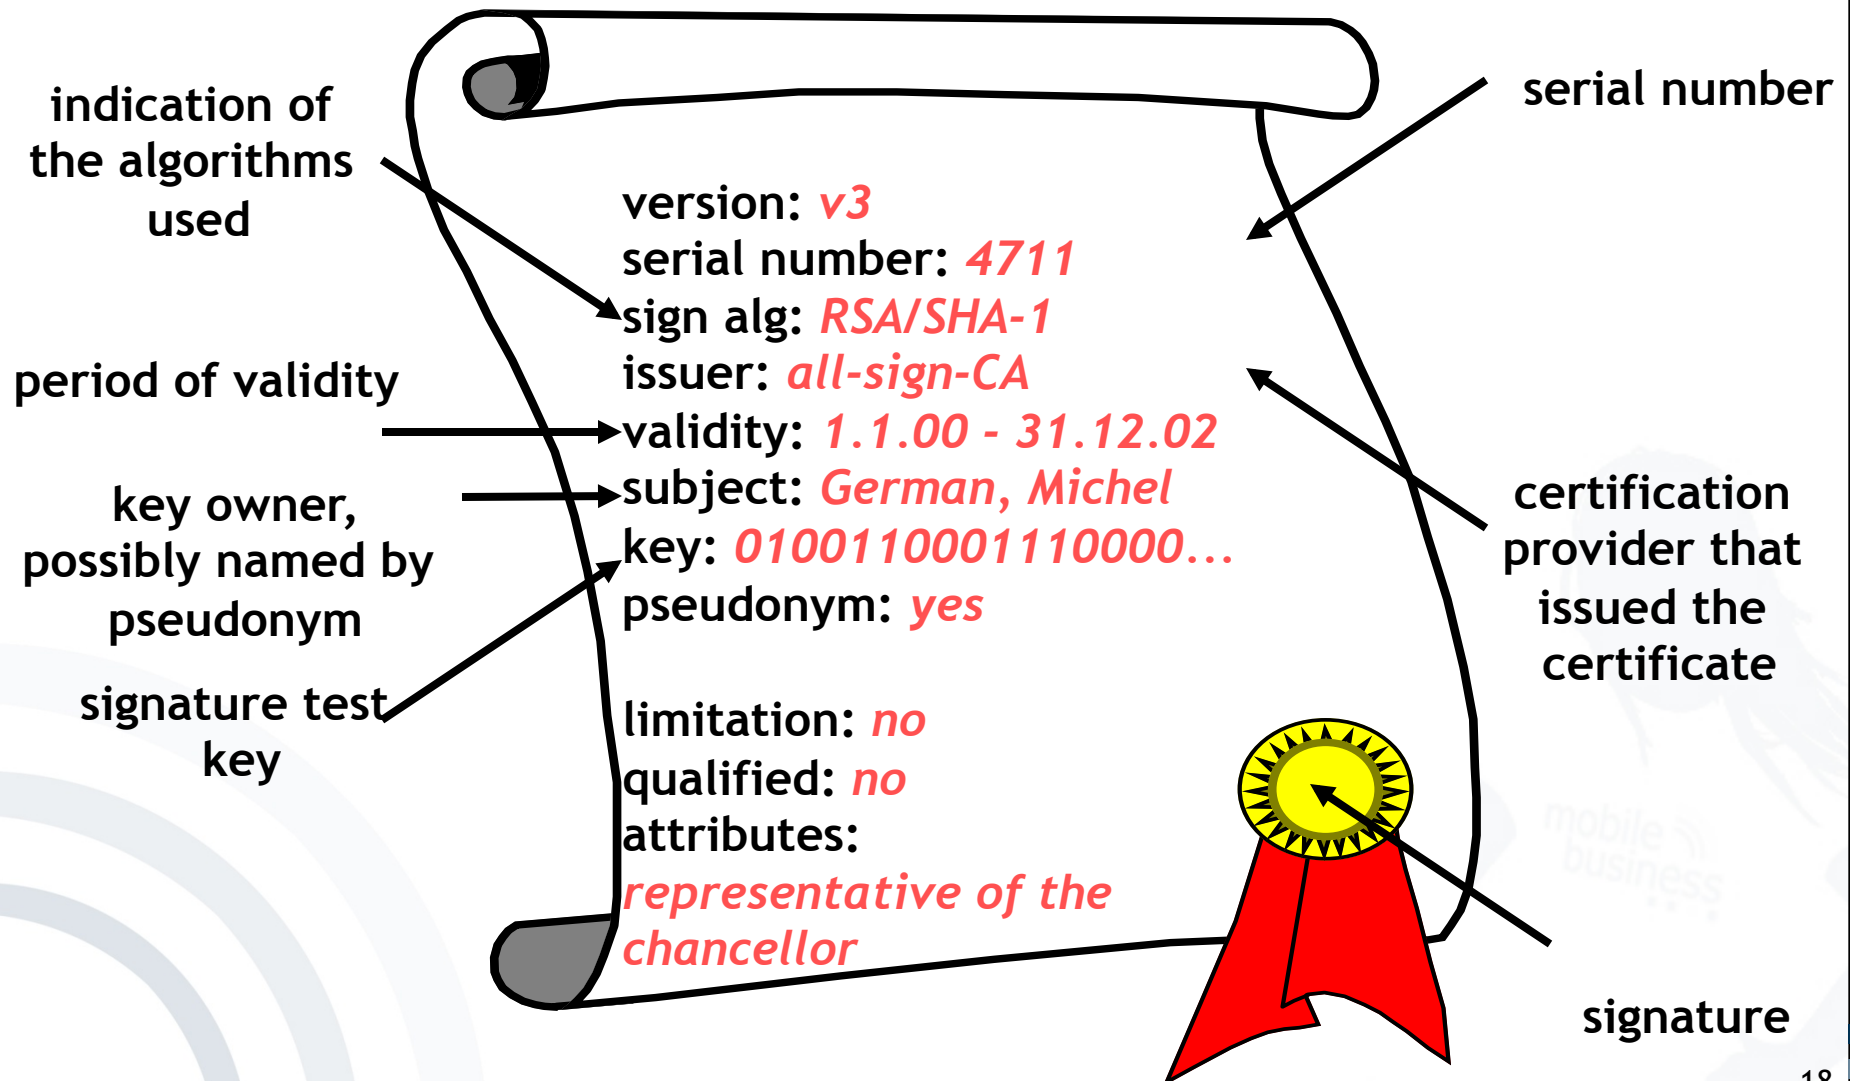 indication of
the algorithms
used
period of validity
key owner,
possibly named by
pseudonym
signature test
key
version: v3
serial number: 4711
sign alg: RSA/SHA-1
issuer: all-sign-CA
validity: 1.1.00 - 31.12.02
subject: German, Michel
key: 0100110001110000...
pseudonym: yes
limitation: no
qualified: no
attributes:
representative of the
chancellor
serial number
certification
provider that
issued the
certificate
mobile
business
signature
18